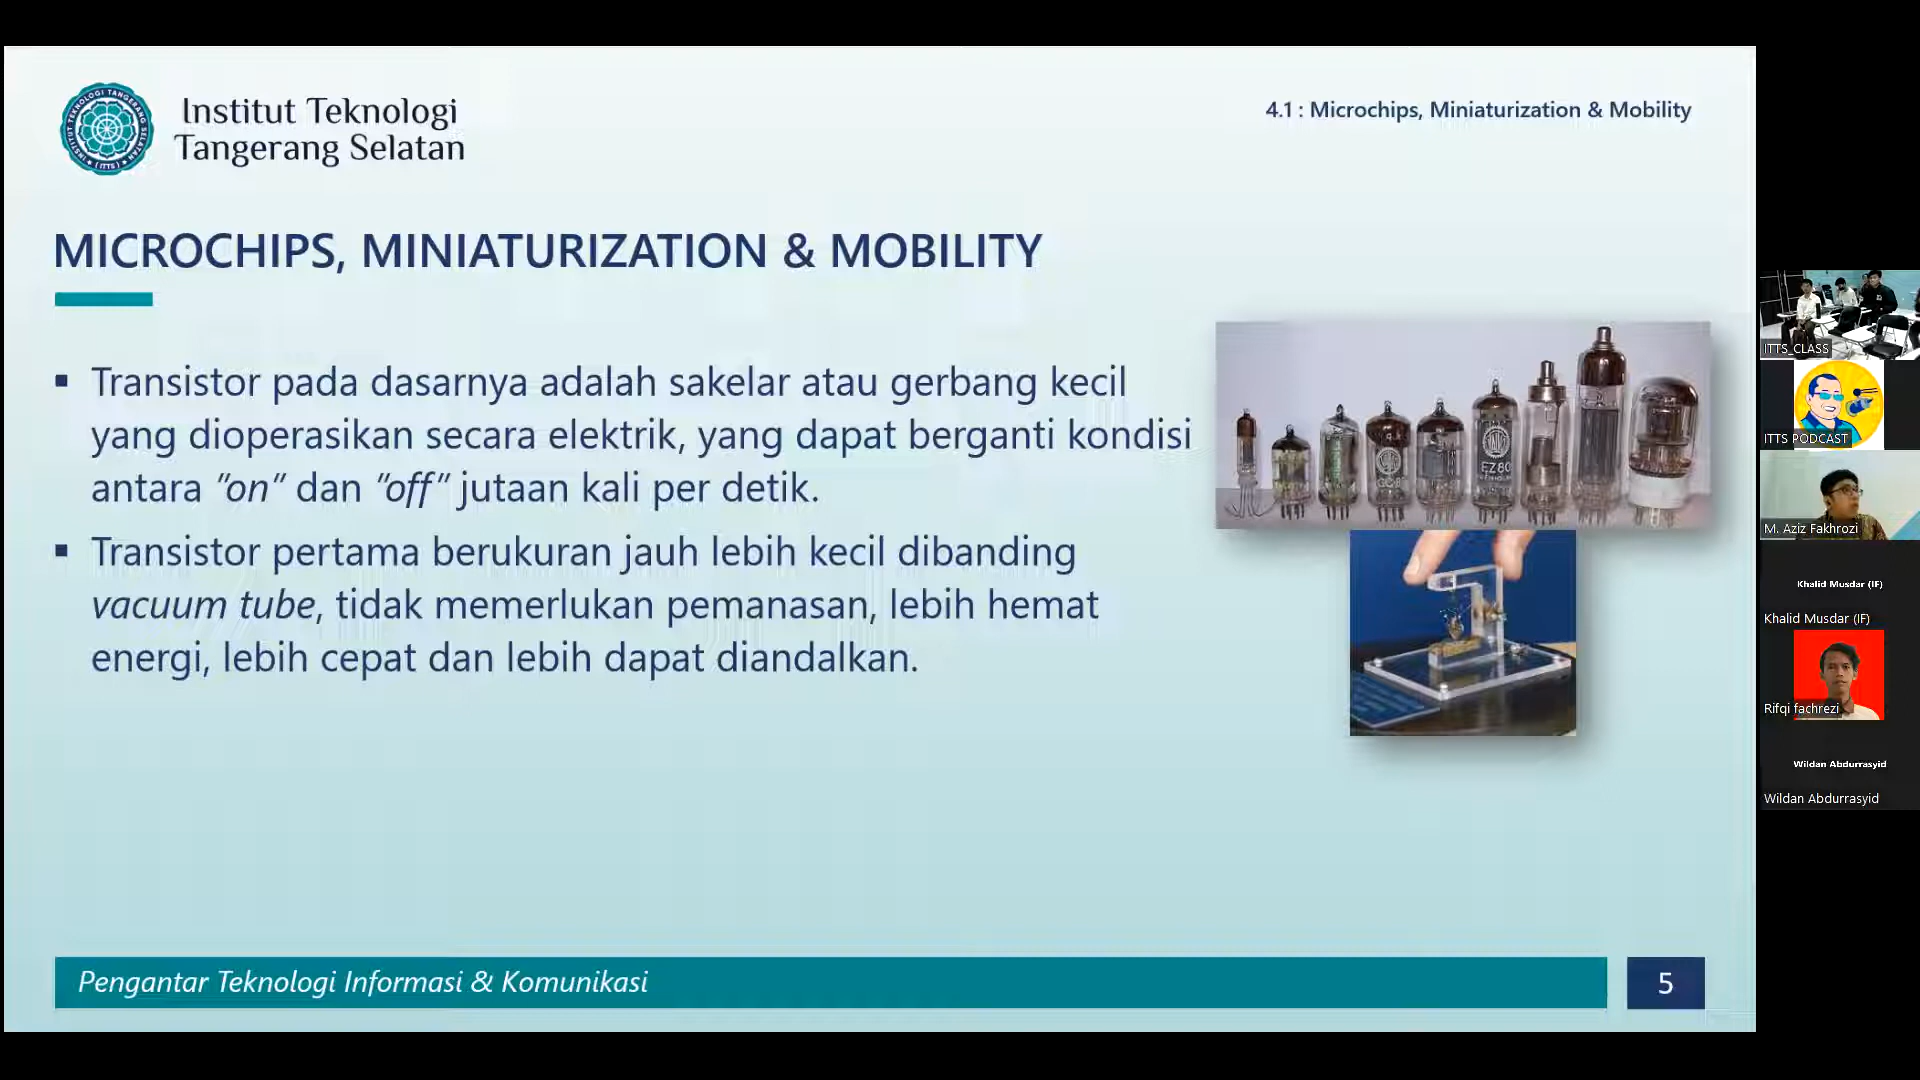 Institut Teknologi
Tangerang Selatan
4.1 : Microchips, Miniaturization & Mobility
MICROCHIPS, MINIATURIZATION & MOBILITY
▪ Transistor pada dasarnya adalah sakelar atau gerbang kecil
yang dioperasikan secara elektrik, yang dapat berganti kondisi
antara "on" dan "off" jutaan kali per detik.
▪ Transistor pertama berukuran jauh lebih kecil dibanding
vacuum tube, tidak memerlukan pemanasan, lebih hemat
energi, lebih cepat dan lebih dapat diandalkan.
EZ80
Pengantar Teknologi Informasi & Komunikasi
5
ITTS_CLASS
ITTS PODCAST
M. Aziz Fakhrozi
Khalid Musdar (IF)
Khalid Musdar (IF)
Rifqi fachrezi
Wildan Abdurrasyid
Wildan Abdurrasyid